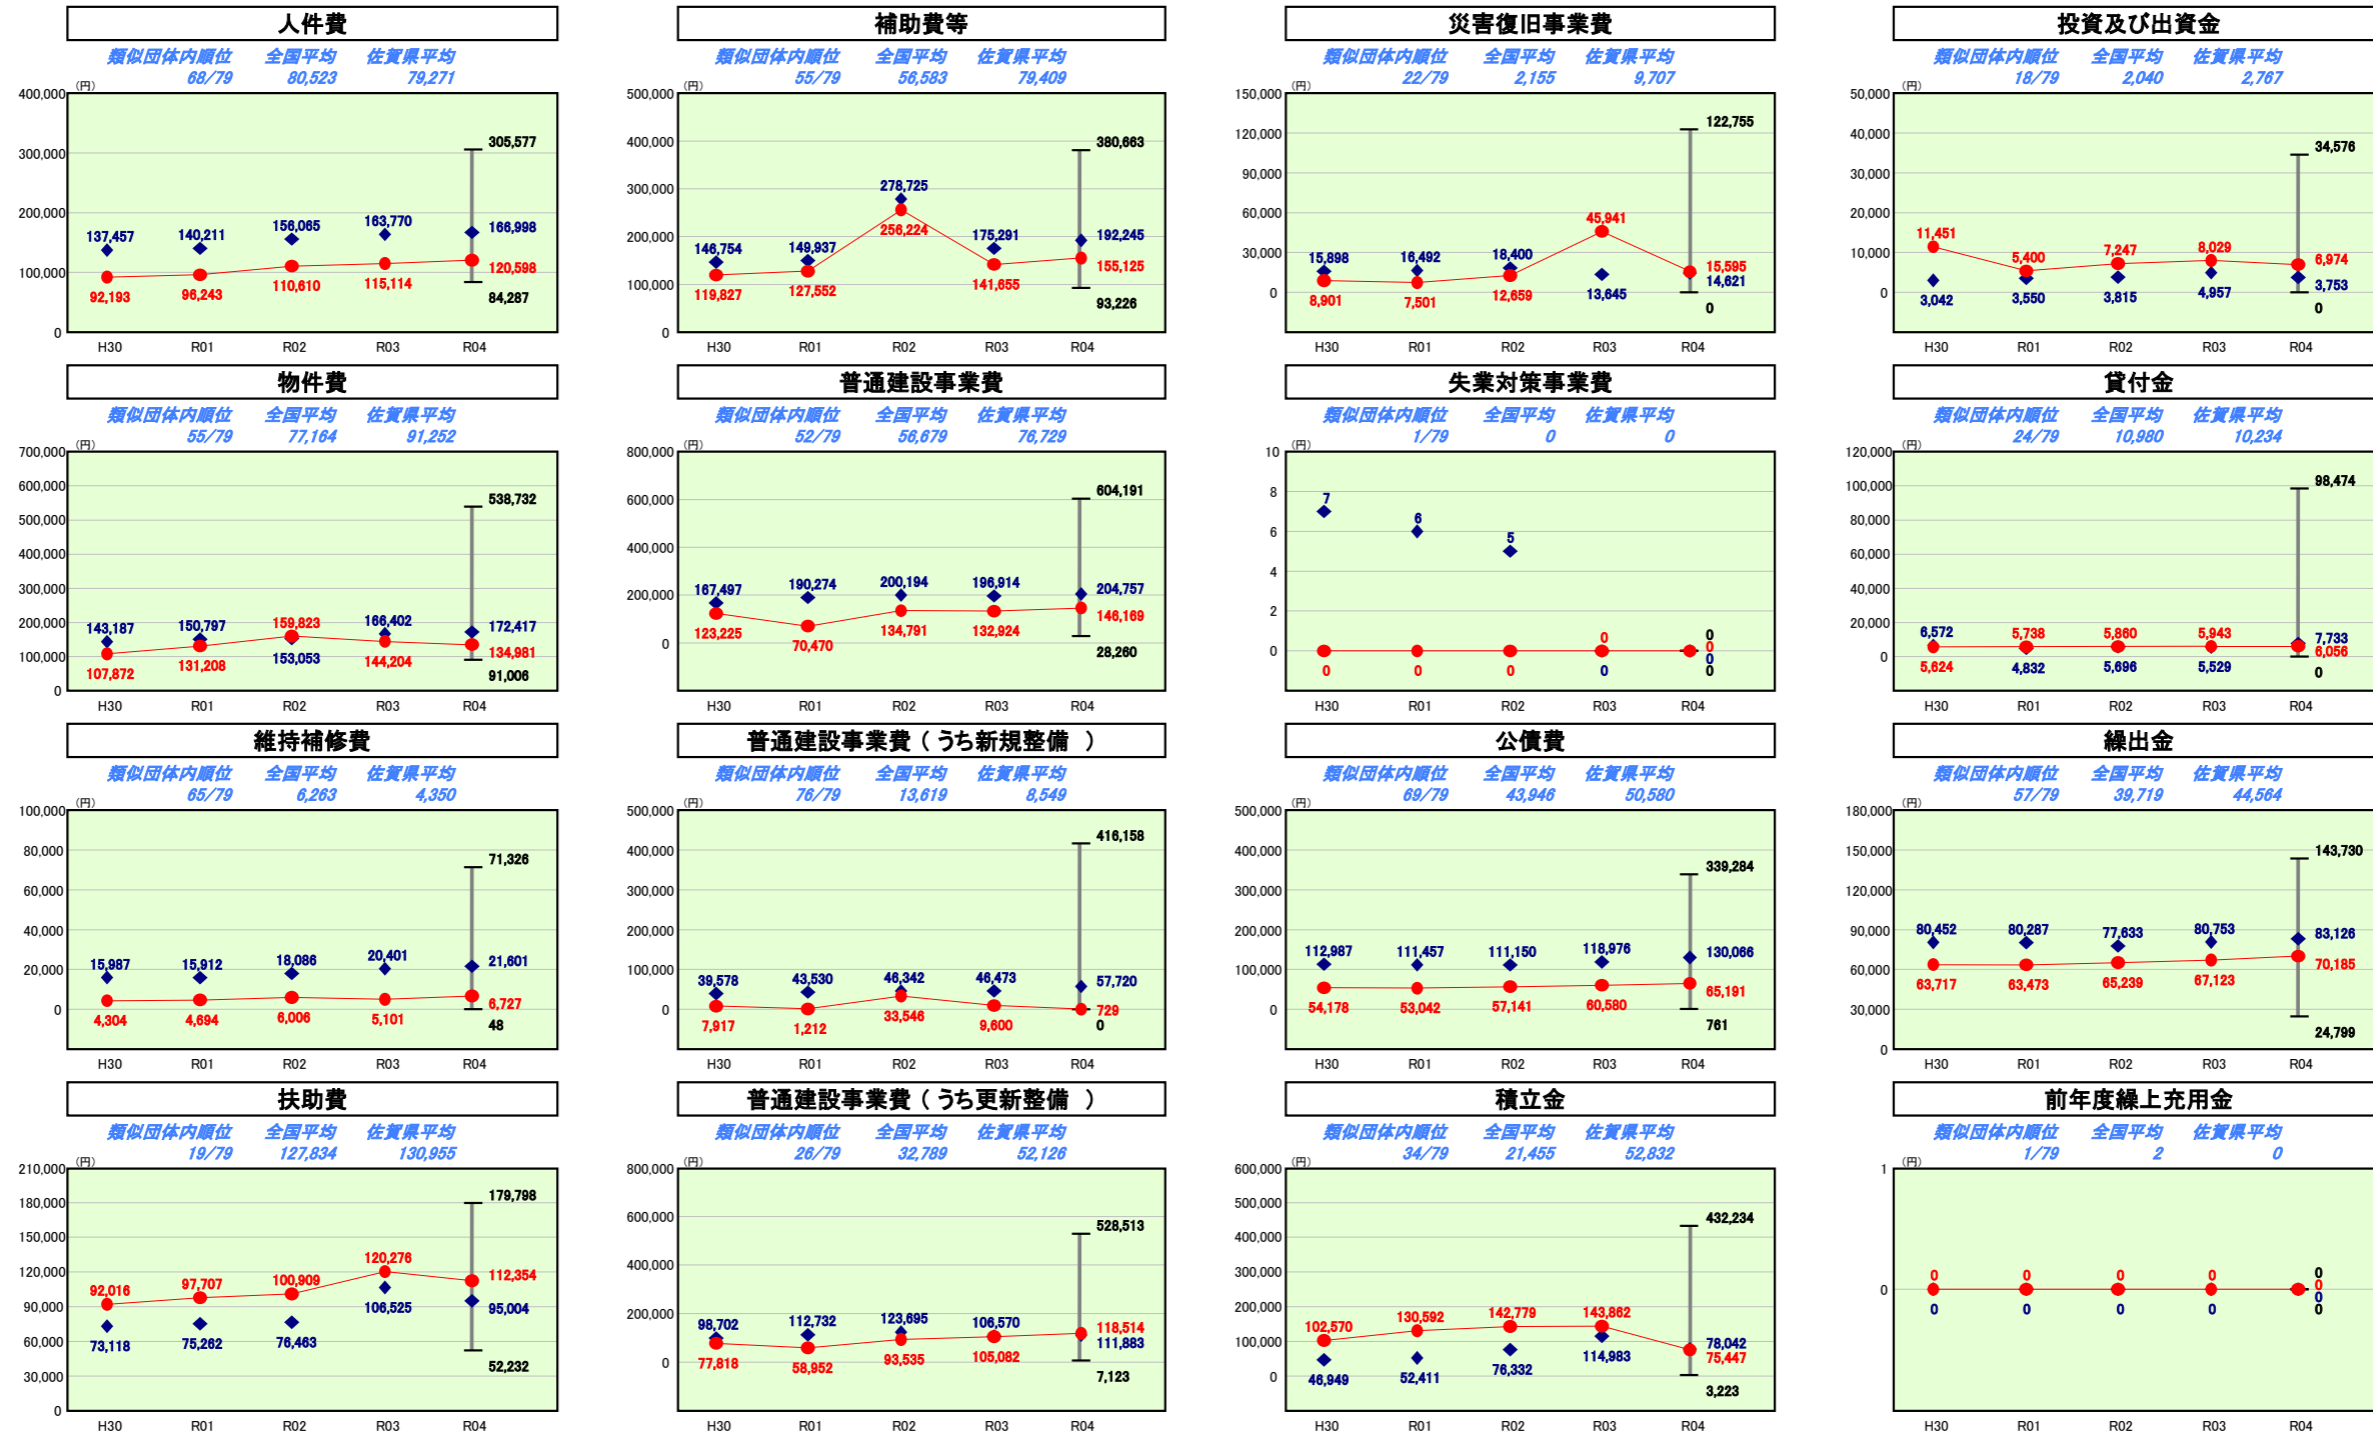 人件費
類似団体内順位 全国平均 佐賀県平均
68/79 80,523 79,271
(円)
400,000
300,000
200,000
100,000
0
137,457 140,211 156,065 163,770 166,998
92,193 96,243 110,610 115,114 120,598
305,577
84,287
H30 R01 R02 R03 R04
補助費等
類似団体内順位 全国平均 佐賀県平均
55/79 56,583 79,409
(円)
500,000
400,000
300,000
200,000
100,000
0
146,754 149,937 278,725 175,291 192,245
119,827 127,552 256,224 141,655 155,125
380,663
93,226
H30 R01 R02 R03 R04
災害復旧事業費
類似団体内順位 全国平均 佐賀県平均
22/79 2,155 9,707
(円)
150,000
120,000
90,000
60,000
30,000
0
15,898 16,492 18,400 45,941 15,595
8,901 7,501 12,659 13,645 14,621
122,755
0
H30 R01 R02 R03 R04
投資及び出資金
類似団体内順位 全国平均 佐賀県平均
18/79 2,040 2,767
(円)
50,000
40,000
30,000
20,000
10,000
0
11,451 5,400 7,247 8,029 6,974
3,042 3,550 3,815 4,957 3,753
34,576
0
H30 R01 R02 R03 R04
物件費
類似団体内順位 全国平均 佐賀県平均
55/79 77,164 91,252
(円)
700,000
600,000
500,000
400,000
300,000
200,000
100,000
0
143,187 150,797 159,823 166,402 172,417
107,872 131,208 153,053 144,204 134,981
538,732
91,006
H30 R01 R02 R03 R04
普通建設事業費
類似団体内順位 全国平均 佐賀県平均
52/79 56,679 76,729
(円)
800,000
600,000
400,000
200,000
0
167,497 190,274 200,194 196,914 204,757
123,225 70,470 134,791 132,924 146,169
604,191
28,260
H30 R01 R02 R03 R04
失業対策事業費
類似団体内順位 全国平均 佐賀県平均
1/79 0 0
(円)
10
8
6
4
2
0
7 6 5 0 0
0 0 0 0 0
0
0
H30 R01 R02 R03 R04
貸付金
類似団体内順位 全国平均 佐賀県平均
24/79 10,980 10,234
(円)
120,000
100,000
80,000
60,000
40,000
20,000
0
6,572 5,738 5,860 5,943 7,733
5,624 4,832 5,696 5,529 6,056
98,474
0
H30 R01 R02 R03 R04
維持補修費
類似団体内順位 全国平均 佐賀県平均
65/79 6,263 4,350
(円)
100,000
80,000
60,000
40,000
20,000
0
15,987 15,912 18,086 20,401 21,601
4,304 4,694 6,006 5,101 6,727
71,326
48
H30 R01 R02 R03 R04
普通建設事業費（うち新規整備 ）
類似団体内順位 全国平均 佐賀県平均
76/79 13,619 8,549
(円)
500,000
400,000
300,000
200,000
100,000
0
39,578 43,530 46,342 46,473 57,720
7,917 1,212 33,546 9,600 729
416,158
0
H30 R01 R02 R03 R04
公債費
類似団体内順位 全国平均 佐賀県平均
69/79 43,946 50,580
(円)
500,000
400,000
300,000
200,000
100,000
0
112,987 111,457 111,150 118,976 130,066
54,178 53,042 57,141 60,580 65,191
339,284
761
H30 R01 R02 R03 R04
繰出金
類似団体内順位 全国平均 佐賀県平均
57/79 39,719 44,564
(円)
180,000
150,000
120,000
90,000
60,000
30,000
0
80,452 80,287 77,633 80,753 83,126
63,717 63,473 65,239 67,123 70,185
143,730
24,799
H30 R01 R02 R03 R04
扶助費
類似団体内順位 全国平均 佐賀県平均
19/79 127,834 130,955
(円)
210,000
180,000
150,000
120,000
90,000
60,000
30,000
0
92,016 97,707 100,909 120,276 112,354
73,118 75,262 76,463 106,525 95,004
179,798
52,232
H30 R01 R02 R03 R04
普通建設事業費（うち更新整備 ）
類似団体内順位 全国平均 佐賀県平均
26/79 32,789 52,126
(円)
800,000
600,000
400,000
200,000
0
98,702 112,732 123,695 106,570 118,514
77,818 58,952 93,535 105,082 111,883
528,513
7,123
H30 R01 R02 R03 R04
積立金
類似団体内順位 全国平均 佐賀県平均
34/79 21,455 52,832
(円)
600,000
500,000
400,000
300,000
200,000
100,000
0
102,570 130,592 142,779 143,862 78,042
46,949 52,411 76,332 114,983 75,447
432,234
3,223
H30 R01 R02 R03 R04
前年度繰上充用金
類似団体内順位 全国平均 佐賀県平均
1/79 2 0
(円)
1
0
0 0 0 0 0
0 0 0 0 0
0
0
H30 R01 R02 R03 R04